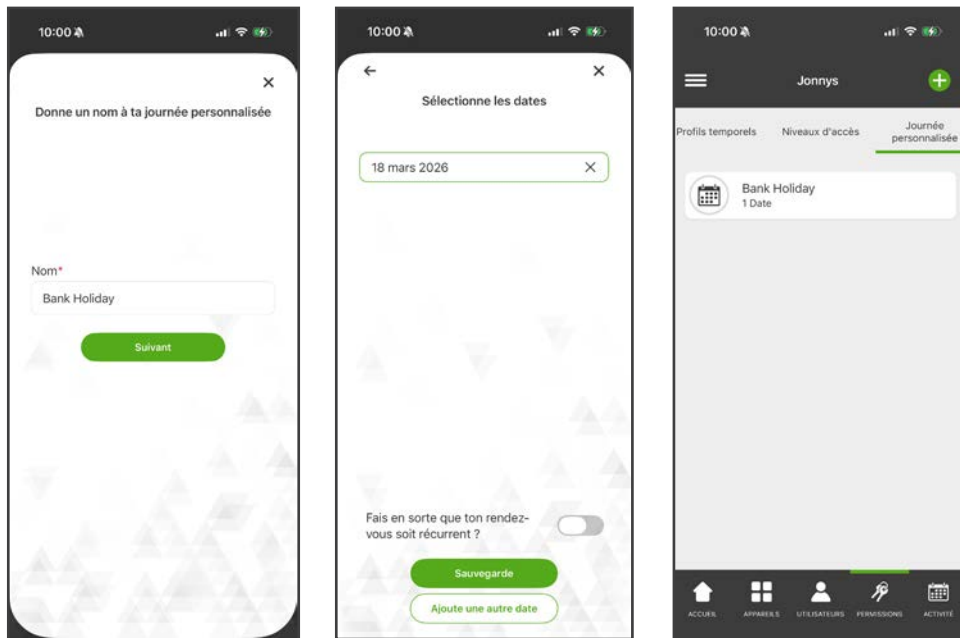 10:00
Donne un nom à ta journée personnalisée
Nom*
Bank Holiday
Suivant
10:00
Sélectionne les dates
18 mars 2026
Fais en sorte que ton rendez-
vous soit récurrent ?
Sauvegarde
Ajoute une autre date
10:00
Jonnys
Profils temporels
Niveaux d'accès
Journée
personnalisée
Bank Holiday
1 Date
ACCUEIL
APPAREILS
UTILISATEURS
PERMISSIONS
ACTIVITÉ